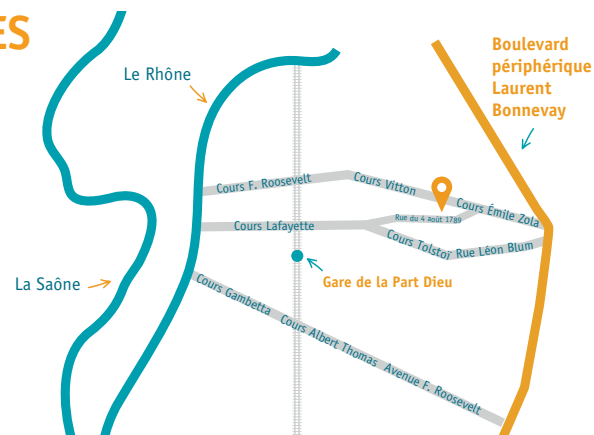 ES
Boulevard
périphérique
Laurent
Bonnevay
Le Rhône
Cours F. Roosevelt
Cours Vitton
Cours Émile Zola
Rue du 4 Août 1789
Cours Lafayette
Cours Tolstoï
Rue Léon Blum
Gare de la Part Dieu
La Saône
Cours Gambetta
Cours Albert Thomas
Avenue F. Roosevelt